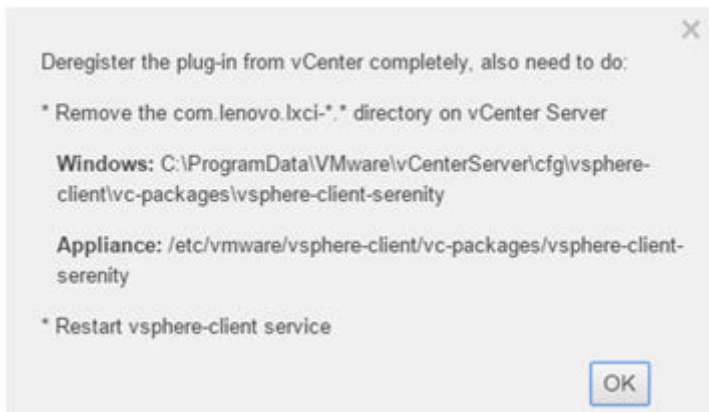 Deregister the plug-in from vCenter completely, also need to do:
* Remove the com.lenovo.lxci-*.* directory on vCenter Server
Windows: C:\ProgramData\VMware\vCenterServer\cfg\vsphere-
client\vc-packages\vsphere-client-serenity
Appliance: /etc/vmware/vsphere-client/vc-packages/vsphere-client-
serenity
* Restart vsphere-client service
OK